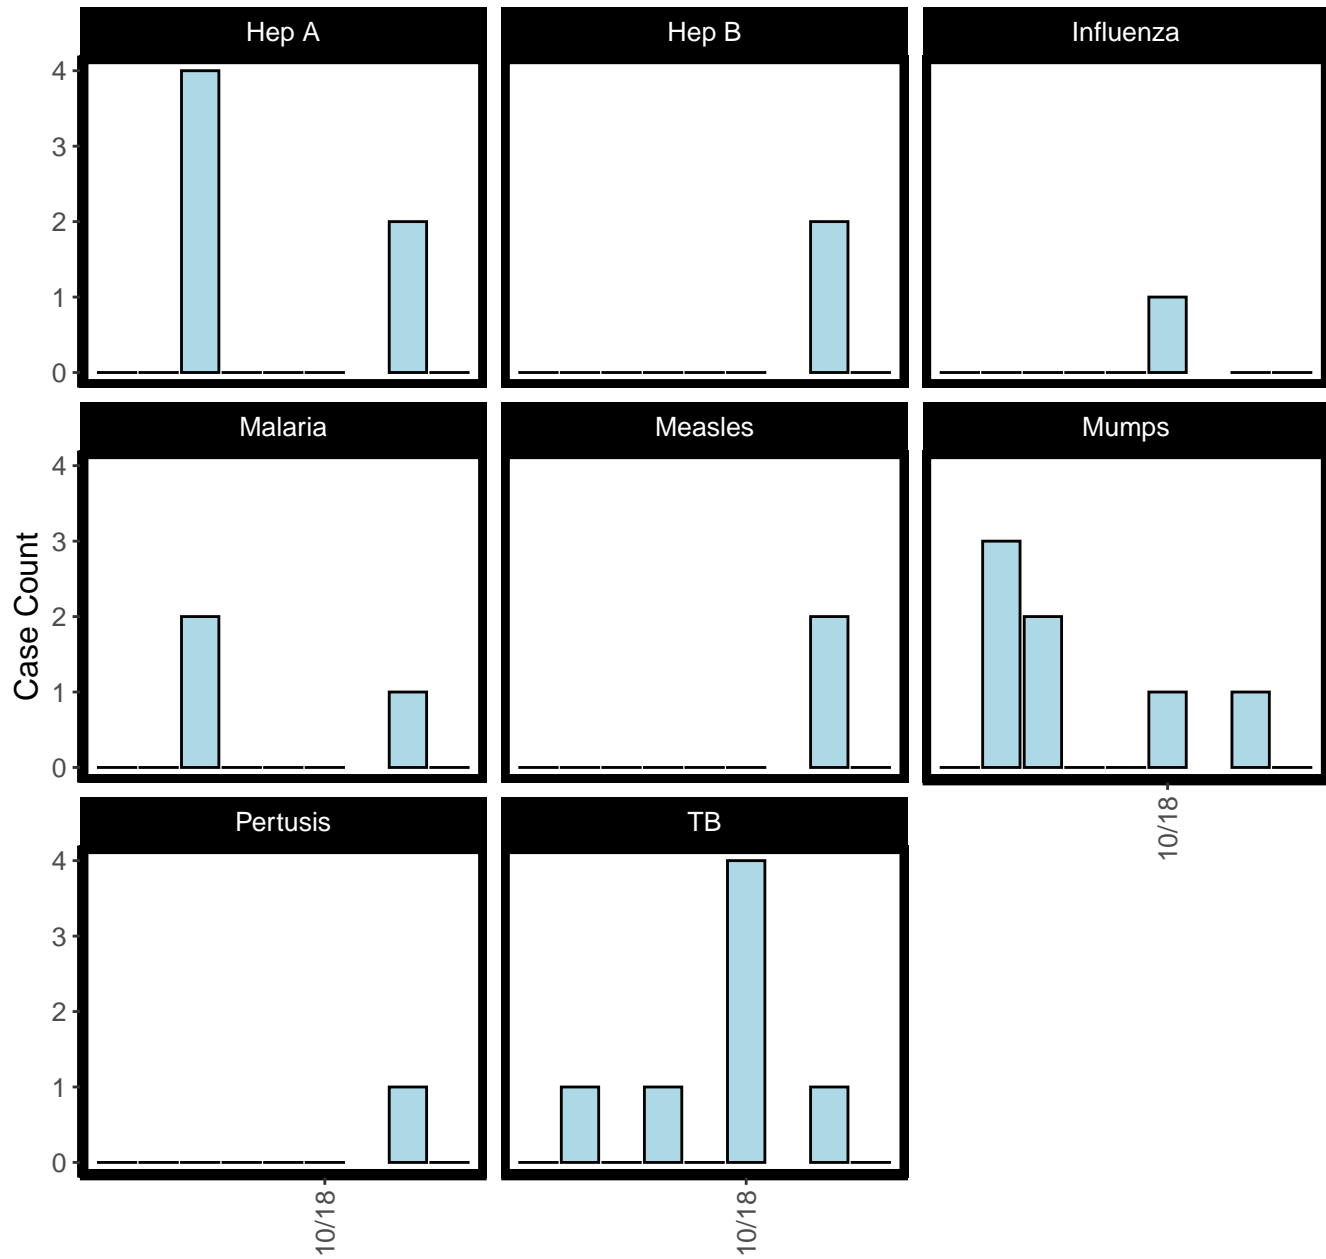 Hep A
Hep B
Influenza
4
3
2
1
0
Malaria
Measles
Mumps
4
3
2
1
0
Case Count
10/18
Pertusis
TB
4
3
2
1
0
10/18
10/18